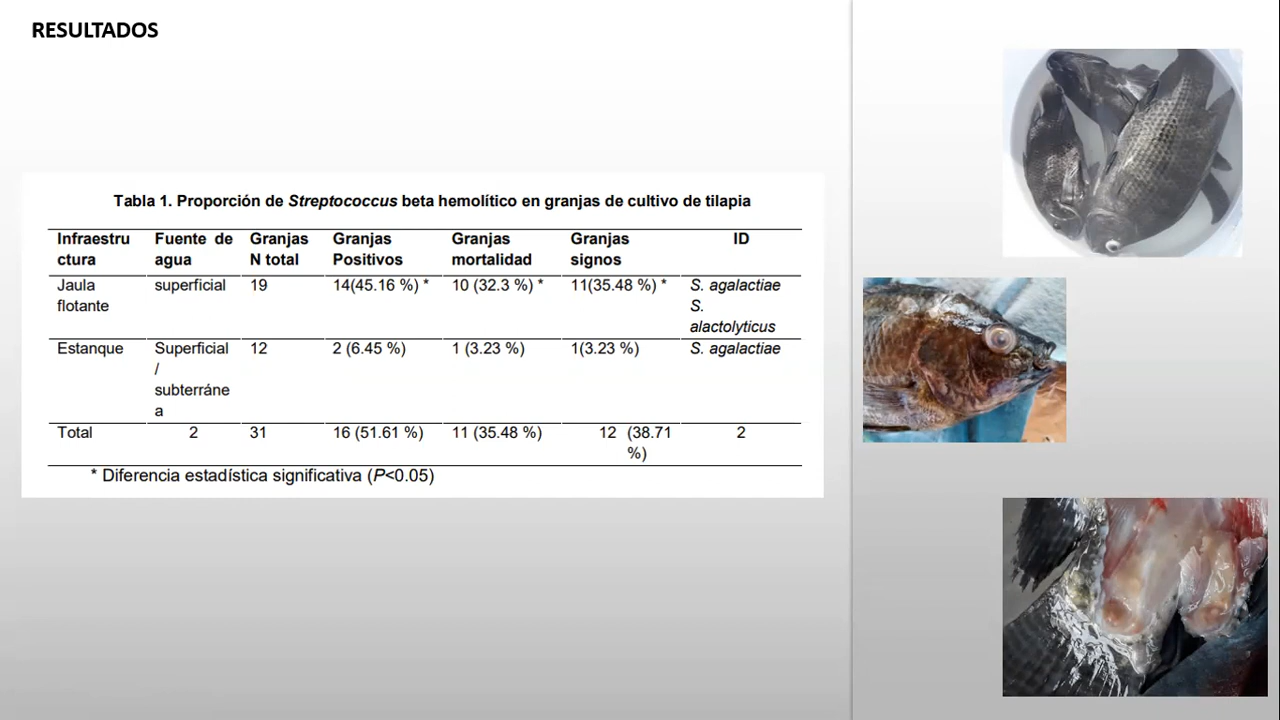 RESULTADOS
Tabla 1. Proporción de Streptococcus beta hemolítico en granjas de cultivo de tilapia
Infraestru Fuente de Granjas Granjas Granjas Granjas ID
ctura agua N total Positivos mortalidad signos
Jaula superficial 19 14(45.16 %) * 10 (32.3 %) * 11(35.48 %) * S. agalactiae
flotante S.
alactolyticus
Estanque Superficial 12 2 (6.45 %) 1 (3.23 %) 1(3.23 %) S. agalactiae
/
subterráne
a
Total 2 31 16 (51.61 %) 11 (35.48 %) 12 (38.71 2
%)
* Diferencia estadística significativa (P<0.05)